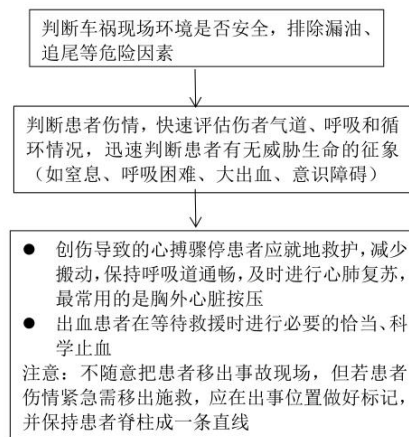 判断车祸现场环境是否安全，排除漏油、
追尾等危险因素
判断患者伤情，快速评估伤者气道、呼吸和循
环情况，迅速判断患者有无威胁生命的征象
（如窒息、呼吸困难、大出血、意识障碍）
● 创伤导致的心搏骤停患者应就地救护，减少
搬动，保持呼吸道通畅，及时进行心肺复苏，
最常用的是胸外心脏按压
● 出血患者在等待救援时进行必要的恰当、科
学止血
注意：不随意把患者移出事故现场，但若患者
伤情紧急需移出施救，应在出事位置做好标记，
并保持患者脊柱成一条直线